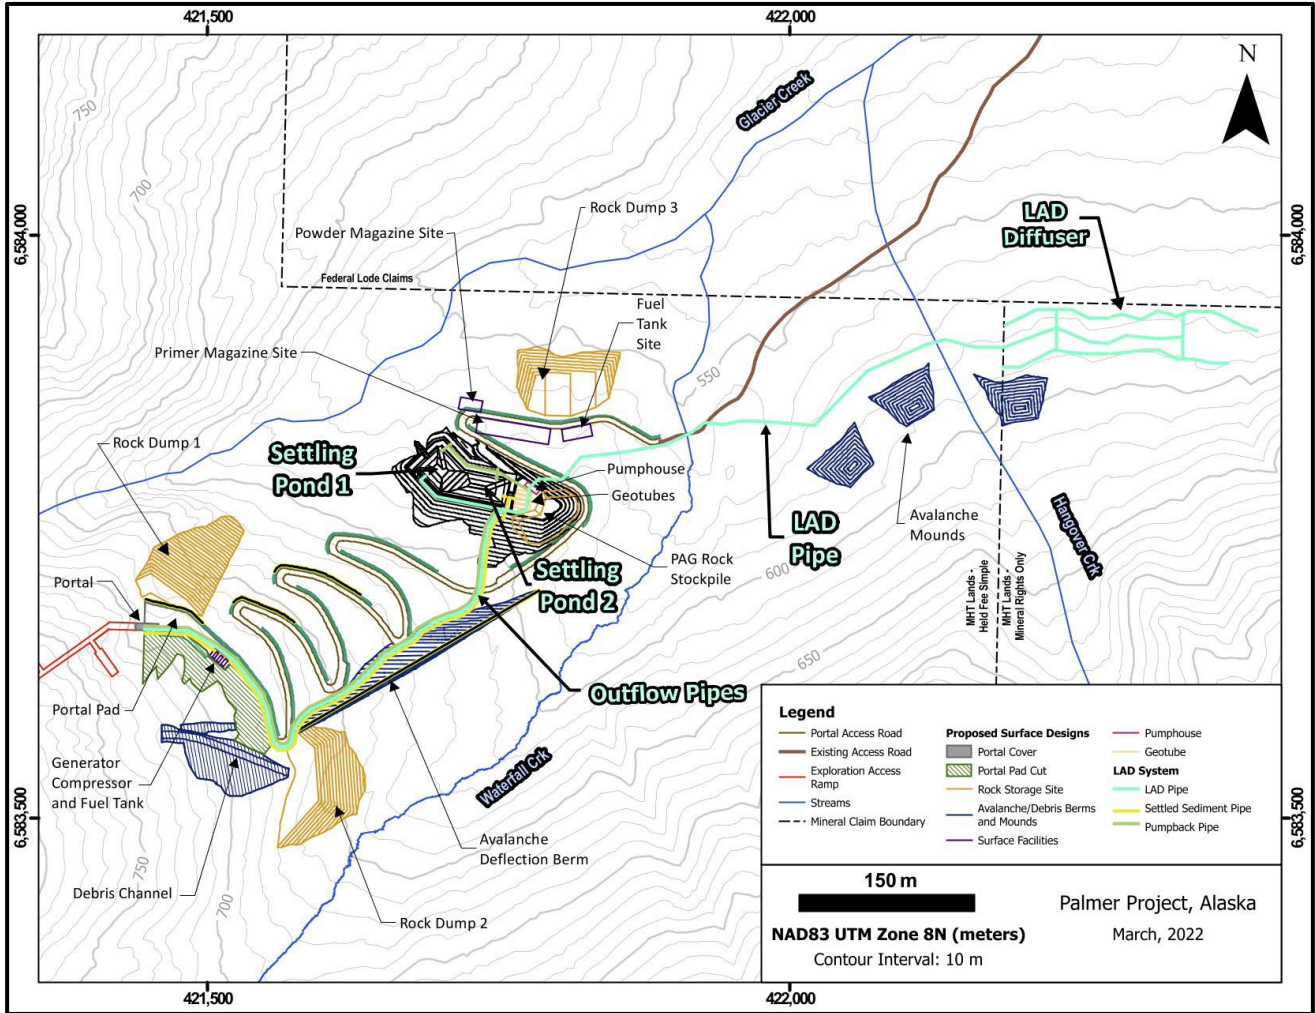 421,500
422,000
N
750
700
Glacier Creek
6,584,000
6,584,000
Rock Dump 3
Powder Magazine Site
LAD
Diffuser
Federal Lode Claims
Fuel
Tank
Site
Primer Magazine Site
550
Rock Dump 1
Settling
Pond 1
Pumphouse
Geotubes
LAD
Pipe
Avalanche
Mounds
Hangover Crk
PAG Rock
Stockpile
600
Portal
Settling
Pond 2
MHT Lands -
Held Fee Simple
MHT Lands -
Mineral Rights Only
650
Outflow Pipes
Portal Pad
Generator
Compressor
and Fuel Tank
Waterfall Crk
6,583,500
6,583,500
Avalanche
Deflection Berm
750
700
Debris Channel
Rock Dump 2
Legend
Portal Access Road
Existing Access Road
Exploration Access
Ramp
Streams
Mineral Claim Boundary
Proposed Surface Designs
Portal Cover
Portal Pad Cut
Rock Storage Site
Avalanche/Debris Berms
and Mounds
Surface Facilities
Pumphouse
Geotube
LAD System
LAD Pipe
Settled Sediment Pipe
Pumpback Pipe
150 m
NAD83 UTM Zone 8N (meters)
Contour Interval: 10 m
Palmer Project, Alaska
March, 2022
421,500
422,000